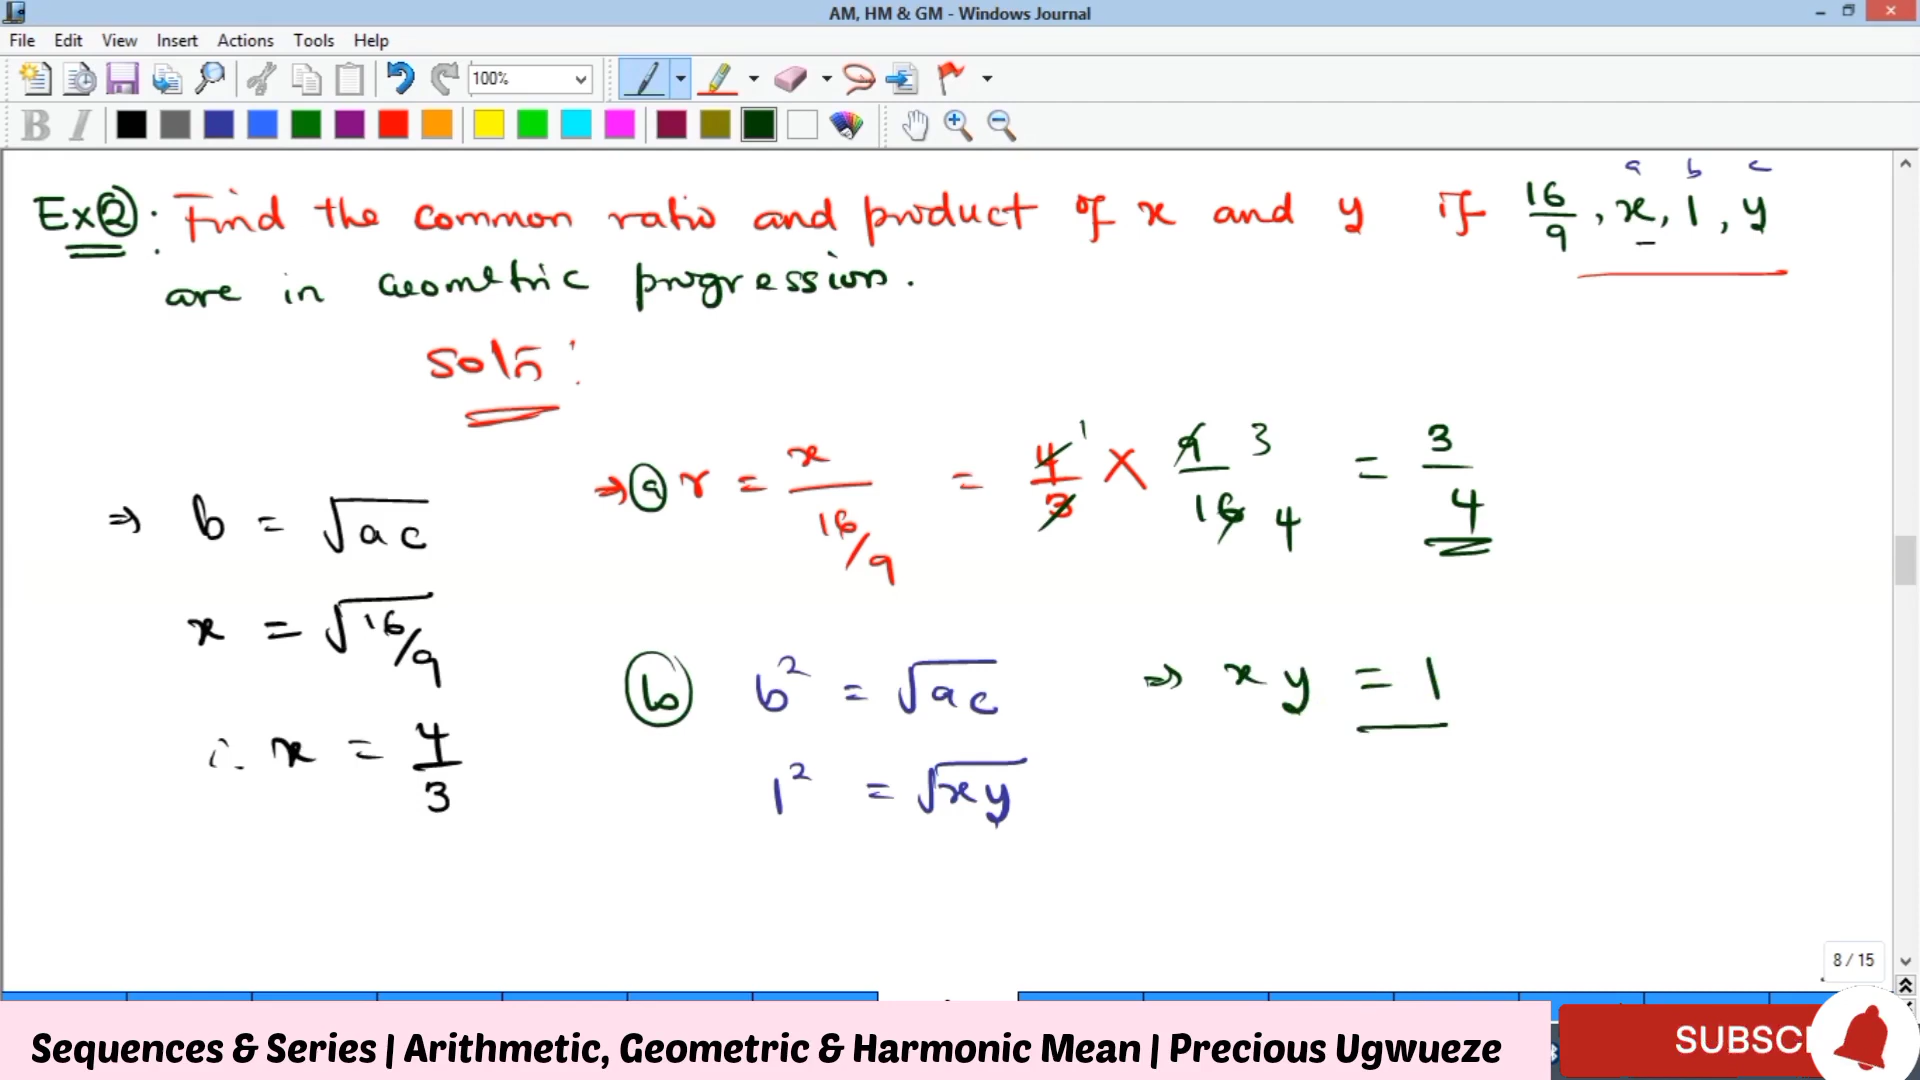 AM, HM & GM - Windows Journal
File Edit View Insert Actions Tools Help
100%
B I
a b c
Ex②: Find the common ratio and product of x and y if 16/9, x, 1, y
are in Geometric progression.
Soln:
⇒ b = √ac
x = √16/9
∴ x = 4/3
⇒ ⓐ r = x/16/9 = 4/3 1 × 9/16 3 4 = 3/4
ⓑ b² = √ac ⇒ xy = 1
1² = √xy
8 / 15
Sequences & Series | Arithmetic, Geometric & Harmonic Mean | Precious Ugwueze
SUBSC